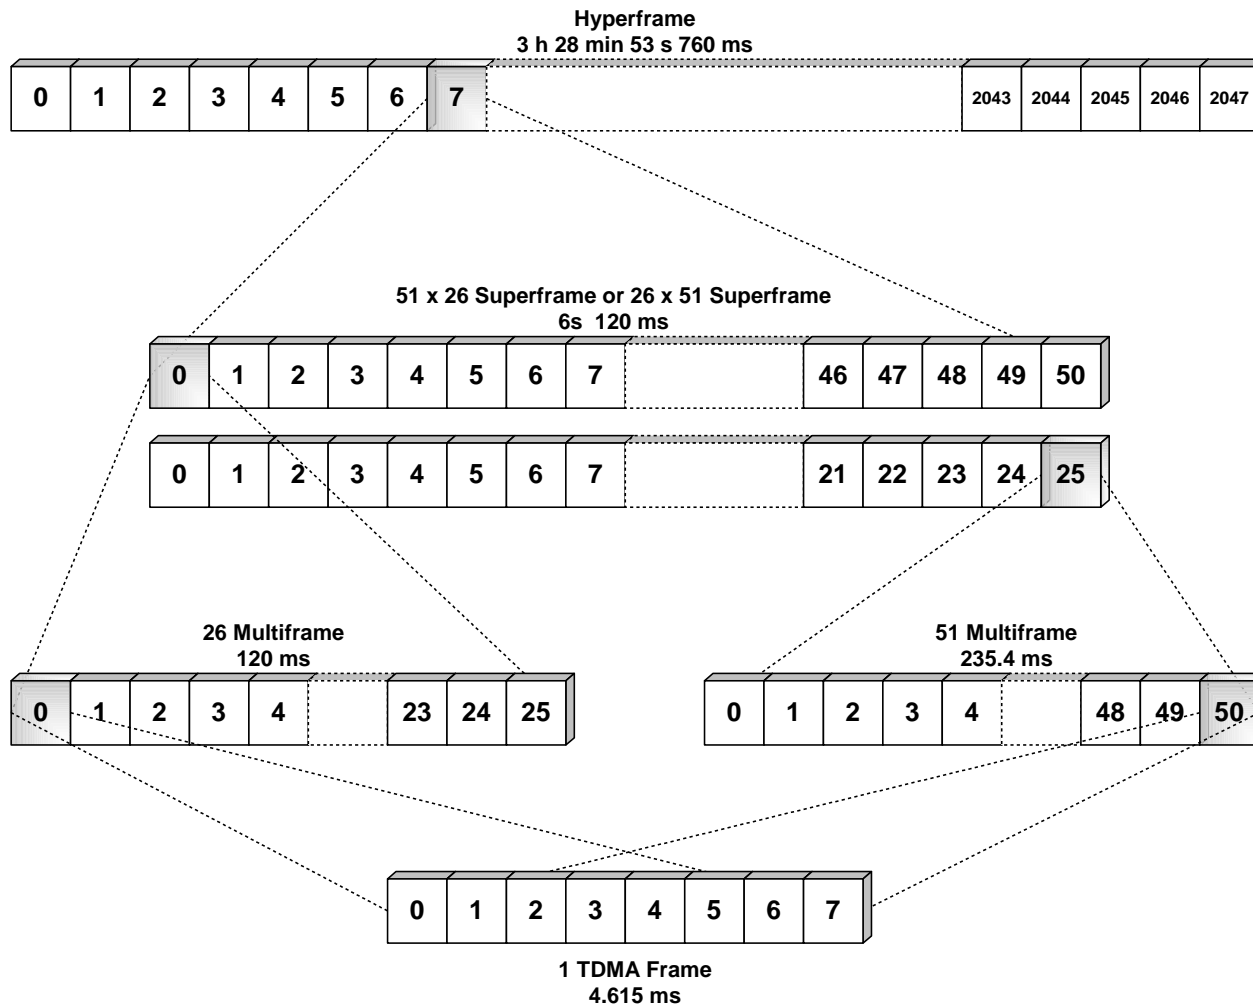 Hyperframe
3 h 28 min 53 s 760 ms
0 1 2 3 4 5 6 7 2043 2044 2045 2046 2047
51 x 26 Superframe or 26 x 51 Superframe
6s 120 ms
0 1 2 3 4 5 6 7 46 47 48 49 50
0 1 2 3 4 5 6 7 21 22 23 24 25
26 Multiframe
120 ms
0 1 2 3 4 23 24 25
51 Multiframe
235.4 ms
0 1 2 3 4 48 49 50
0 1 2 3 4 5 6 7
1 TDMA Frame
4.615 ms